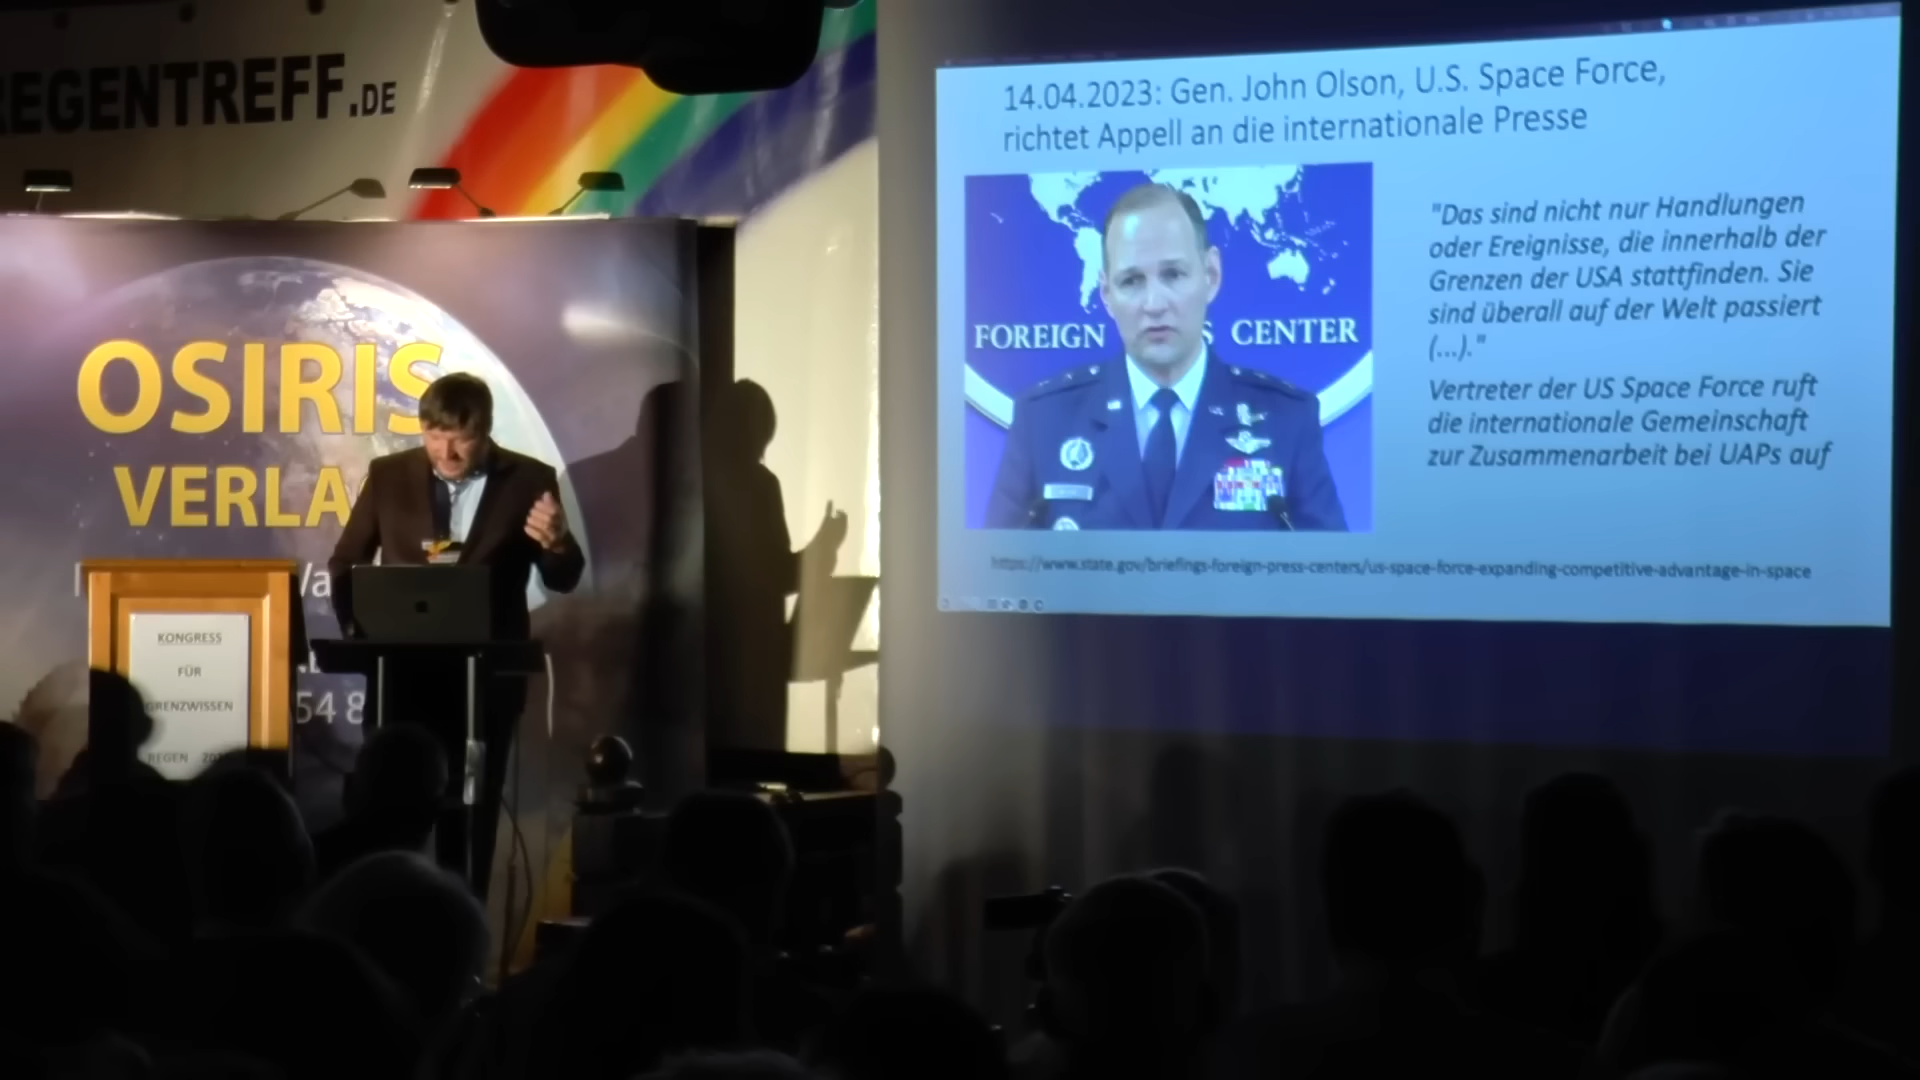 REGENTREFF.DE
OSIRIS
VERLA
KONGRESS
FÜR
GRENZWISSEN
REGEN
54 8
14.04.2023: Gen. John Olson, U.S. Space Force,
richtet Appell an die internationale Presse
FOREIGN S CENTER
"Das sind nicht nur Handlungen
oder Ereignisse, die innerhalb der
Grenzen der USA stattfinden. Sie
sind überall auf der Welt passiert
(...)."
Vertreter der US Space Force ruft
die internationale Gemeinschaft
zur Zusammenarbeit bei UAPs auf
https://www.state.gov/briefings-foreign-press-centers/us-space-force-expanding-competitive-advantage-in-space